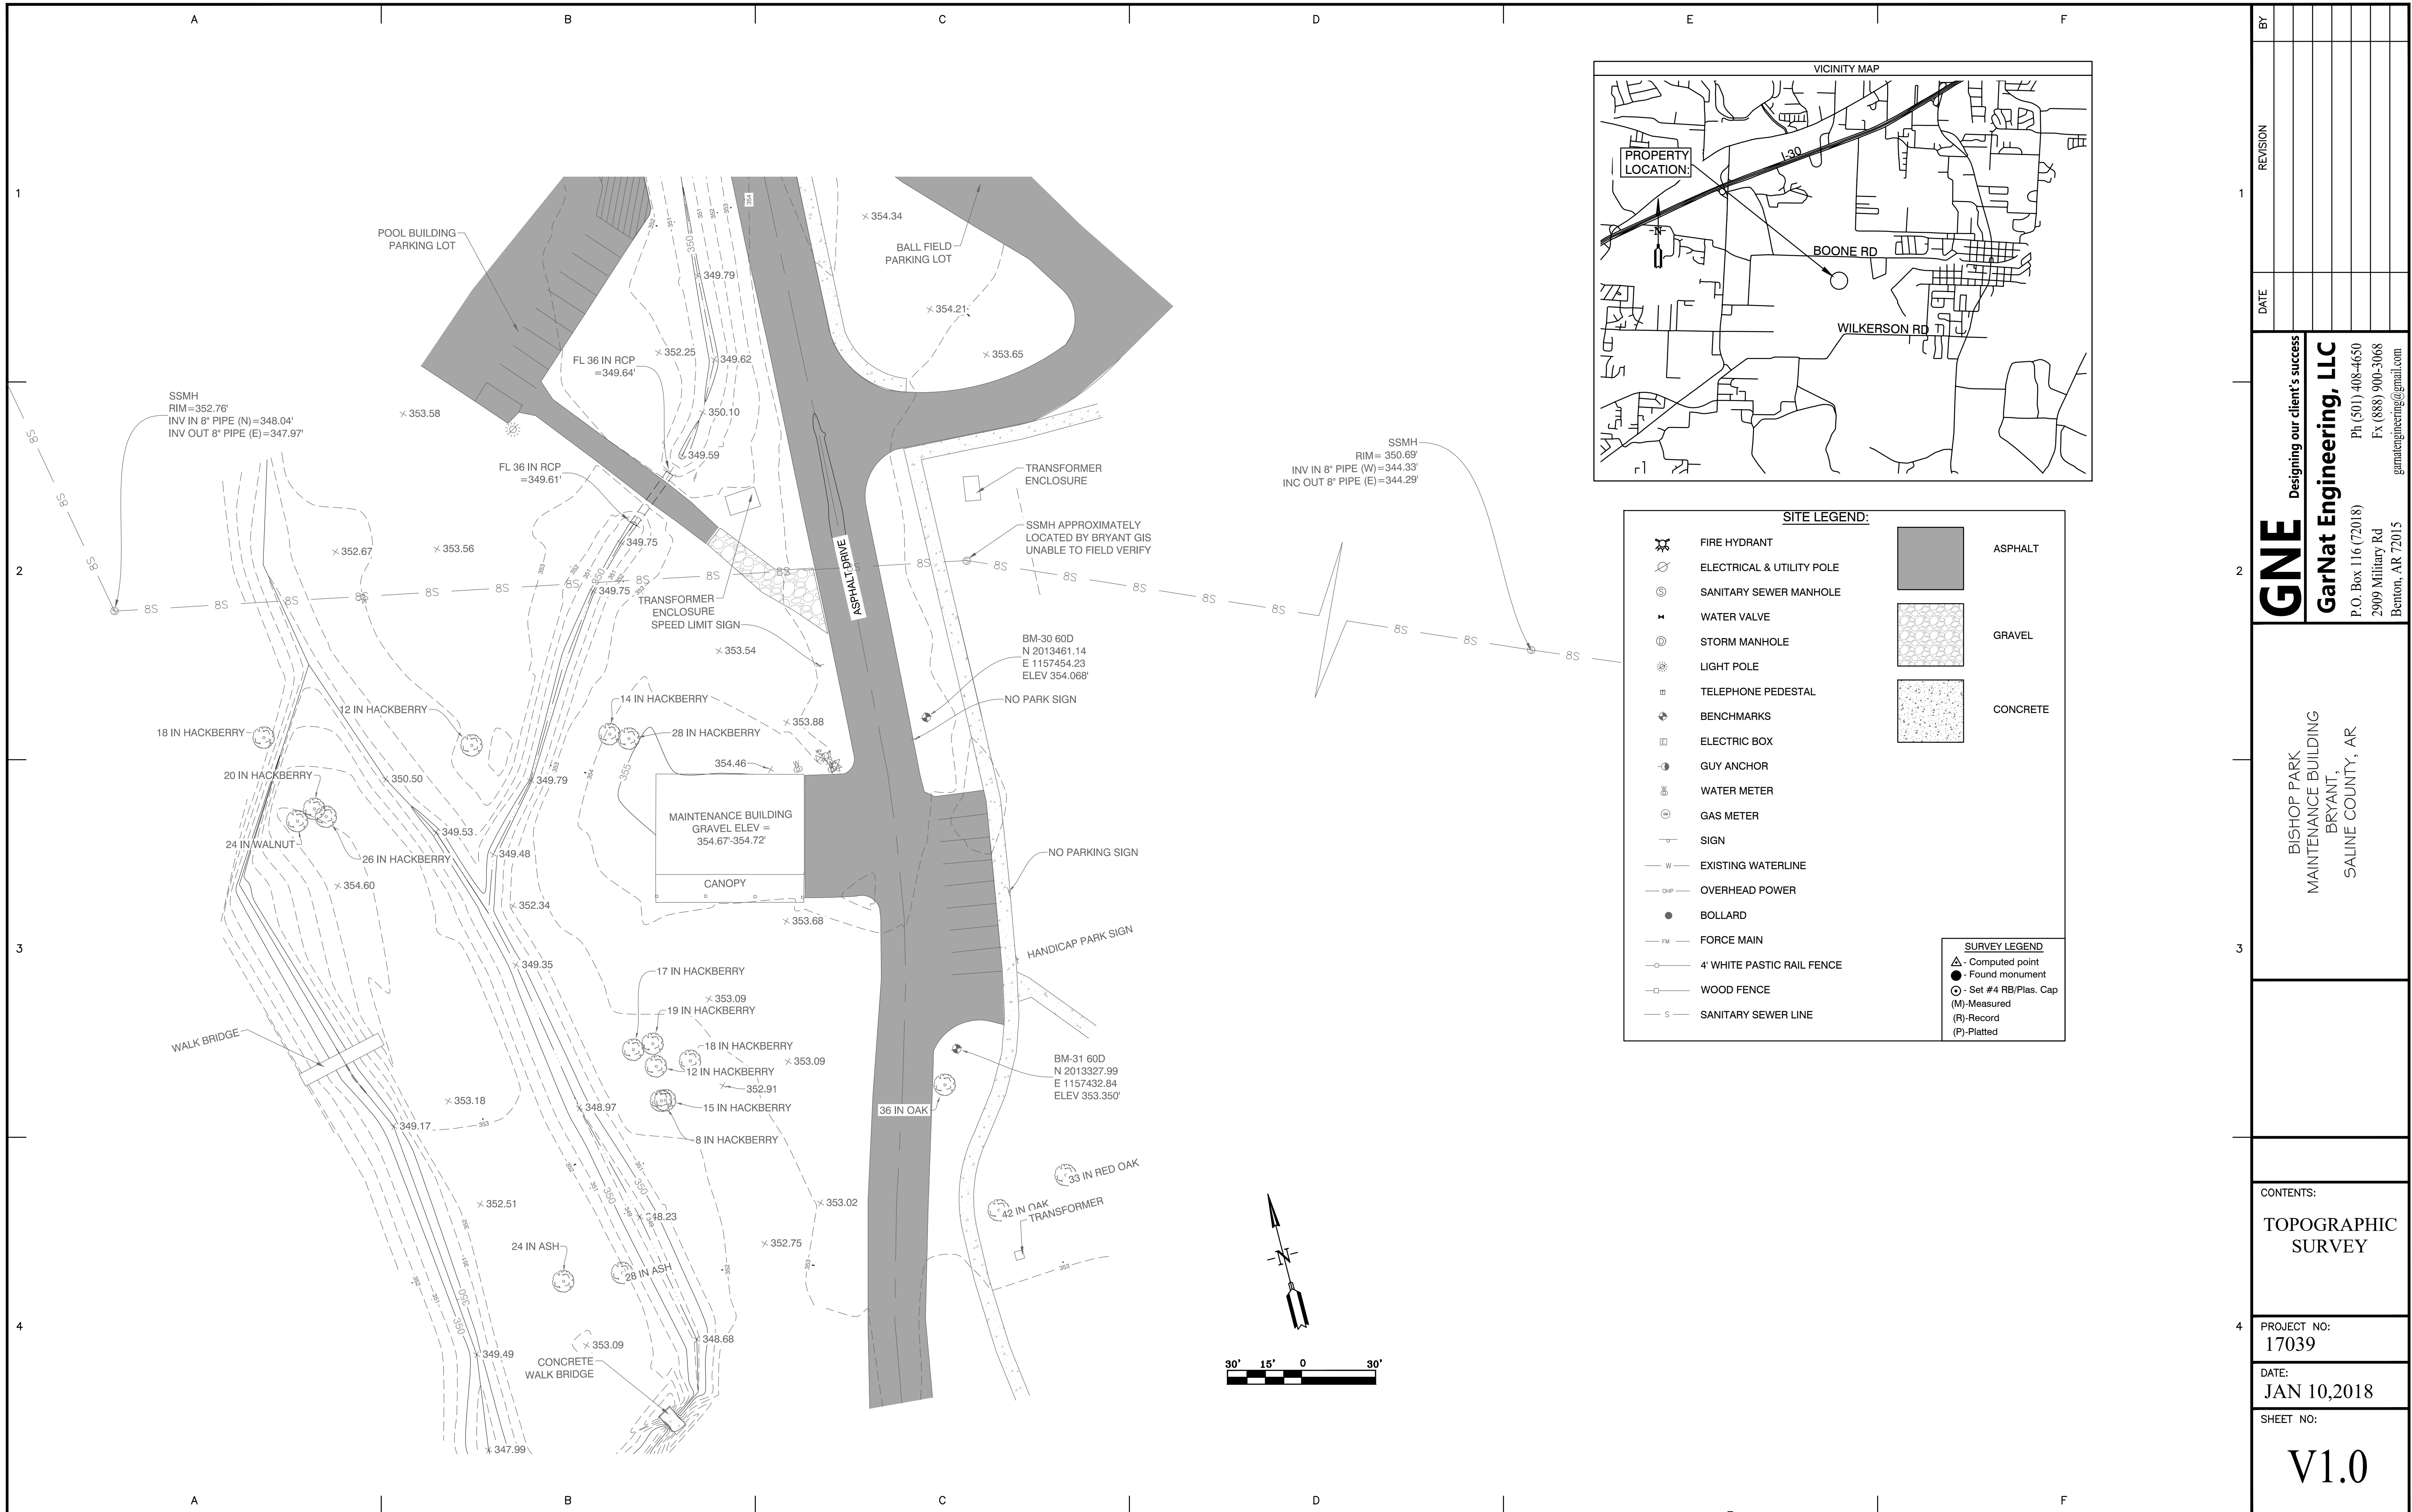 A
B
C
D
E
F
1
2
3
4
VICINITY MAP
PROPERTY
LOCATION:
I-30
-N-
BOONE RD
WILKERSON RD
SITE LEGEND:
FIRE HYDRANT
ELECTRICAL & UTILITY POLE
SANITARY SEWER MANHOLE
WATER VALVE
STORM MANHOLE
LIGHT POLE
TELEPHONE PEDESTAL
BENCHMARKS
ELECTRIC BOX
GUY ANCHOR
WATER METER
GAS METER
SIGN
W EXISTING WATERLINE
OHP OVERHEAD POWER
BOLLARD
FM FORCE MAIN
4' WHITE PASTIC RAIL FENCE
WOOD FENCE
S SANITARY SEWER LINE
ASPHALT
GRAVEL
CONCRETE
SURVEY LEGEND
- Computed point
- Found monument
- Set #4 RB/Plas. Cap
(M)-Measured
(R)-Record
(P)-Platted
POOL BUILDING
PARKING LOT
BALL FIELD
PARKING LOT
354.34
354.21
353.65
349.79
352.25
349.62
FL 36 IN RCP
=349.64'
350.10
349.59
FL 36 IN RCP
=349.61'
349.75
349.75
353.58
SSMH
RIM=352.76'
INV IN 8" PIPE (N)=348.04'
INV OUT 8" PIPE (E)=347.97'
352.67
353.56
8S
TRANSFORMER
ENCLOSURE
SSMH APPROXIMATELY
LOCATED BY BRYANT GIS
UNABLE TO FIELD VERIFY
SSMH
RIM= 350.69'
INV IN 8" PIPE (W)=344.33'
INC OUT 8" PIPE (E)=344.29'
TRANSFORMER
ENCLOSURE
SPEED LIMIT SIGN
ASPHALT DRIVE
353.54
BM-30 60D
N 2013461.14
E 1157454.23
ELEV 354.068'
NO PARK SIGN
14 IN HACKBERRY
12 IN HACKBERRY
18 IN HACKBERRY
28 IN HACKBERRY
353.88
354.46
355
20 IN HACKBERRY
350.50
349.79
MAINTENANCE BUILDING
GRAVEL ELEV =
354.67'-354.72'
CANOPY
24 IN WALNUT
26 IN HACKBERRY
349.53
349.48
354.60
352.34
353.68
NO PARKING SIGN
HANDICAP PARK SIGN
349.35
17 IN HACKBERRY
353.09
19 IN HACKBERRY
18 IN HACKBERRY
353.09
12 IN HACKBERRY
352.91
15 IN HACKBERRY
8 IN HACKBERRY
WALK BRIDGE
353.18
349.17
348.97
BM-31 60D
N 2013327.99
E 1157432.84
ELEV 353.350'
36 IN OAK
33 IN RED OAK
42 IN OAK
TRANSFORMER
352.51
348.23
353.02
352.75
24 IN ASH
28 IN ASH
353.09
348.68
349.49
CONCRETE
WALK BRIDGE
347.99
350
351
352
353
354
-N-
30' 15' 0 30'
BY
REVISION
DATE
GNE
Designing our client's success
GarNat Engineering, LLC
P.O. Box 116 (72018) Ph (501) 408-4650
2909 Military Rd Fx (888) 900-3068
Benton, AR 72015 garnatengineering@gmail.com
BISHOP PARK
MAINTENANCE BUILDING
BRYANT,
SALINE COUNTY, AR
CONTENTS:
TOPOGRAPHIC
SURVEY
PROJECT NO:
17039
DATE:
JAN 10,2018
SHEET NO:
V1.0